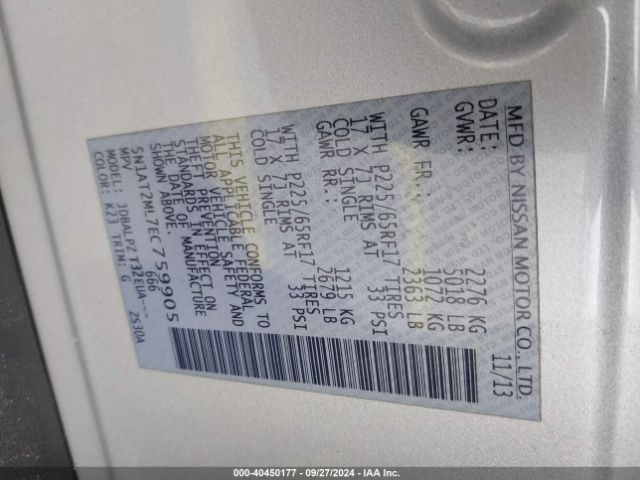 MFD BY NISSAN MOTOR CO., LTD.
DATE: 11/13
GVWR: 2276 KG
5018 LB
GAWR FR.: 1072 KG
2363 LB
WITH P225/65RF17 TIRES
17 X 7J RIMS AT 33 PSI
COLD SINGLE
GAWR RR.: 1215 KG
2679 LB
WITH P225/65RF17 TIRES
17 X 7J RIMS AT 33 PSI
COLD SINGLE
THIS VEHICLE CONFORMS TO
ALL APPLICABLE FEDERAL
MOTOR VEHICLE SAFETY AND
THEFT PREVENTION
STANDARDS IN EFFECT ON
THE DATE OF MANUFACTURE
SHOWN ABOVE.
666
5N1AT2ML7EC759905
MPV
MODEL: JDBALPZ T32EUA--- ZS30A
COLOR: K23 TRIM: G
000-40450177 - 09/27/2024 - IAA Inc.